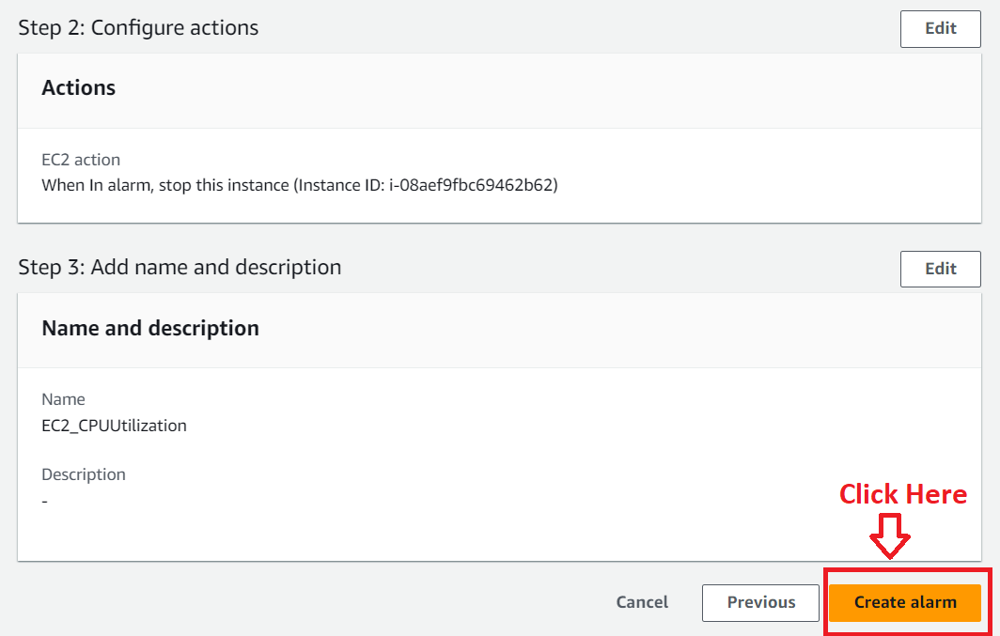 Step 2: Configure actions
Edit
Actions
EC2 action
When In alarm, stop this instance (Instance ID: i-08aef9fbc69462b62)
Step 3: Add name and description
Edit
Name and description
Name
EC2_CPUUtilization
Description
-
Click Here
Cancel
Previous
Create alarm